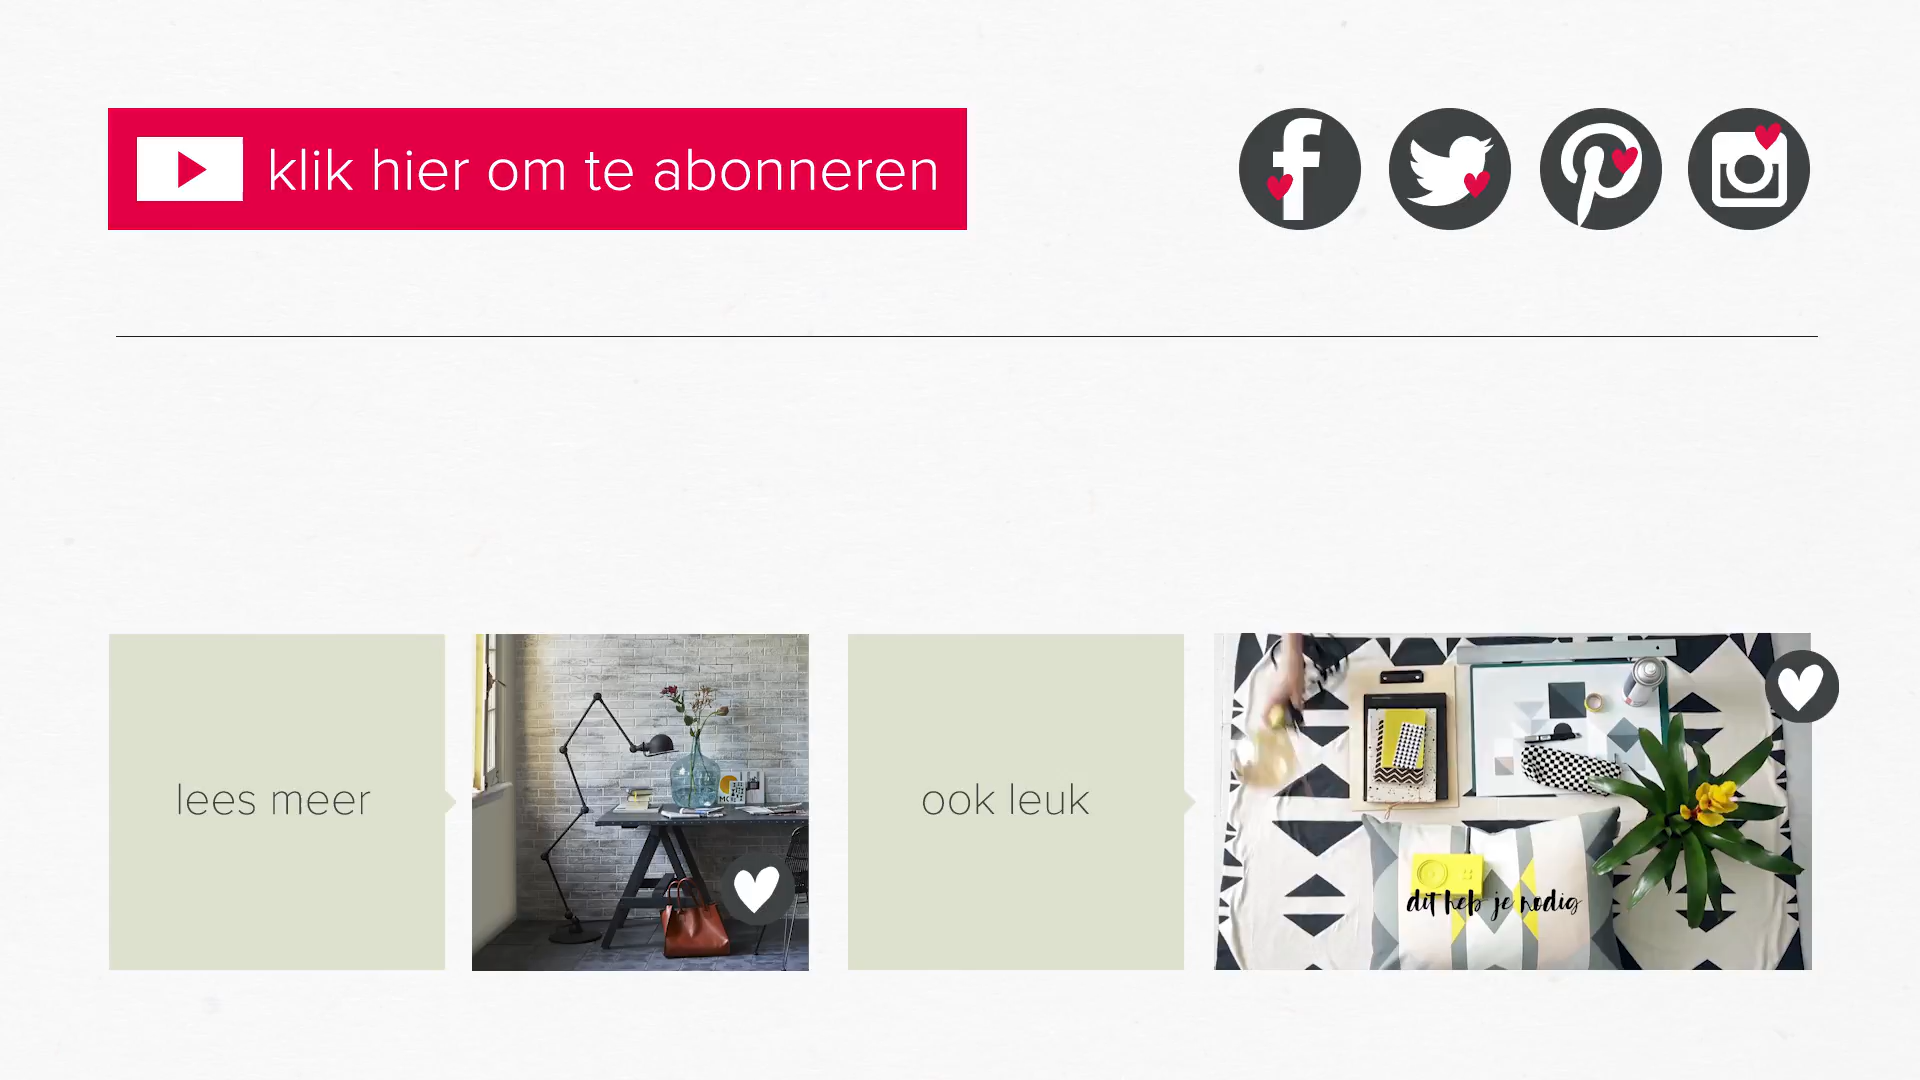 klik hier om te abonneren
lees meer
ook leuk
dit heb je nodig